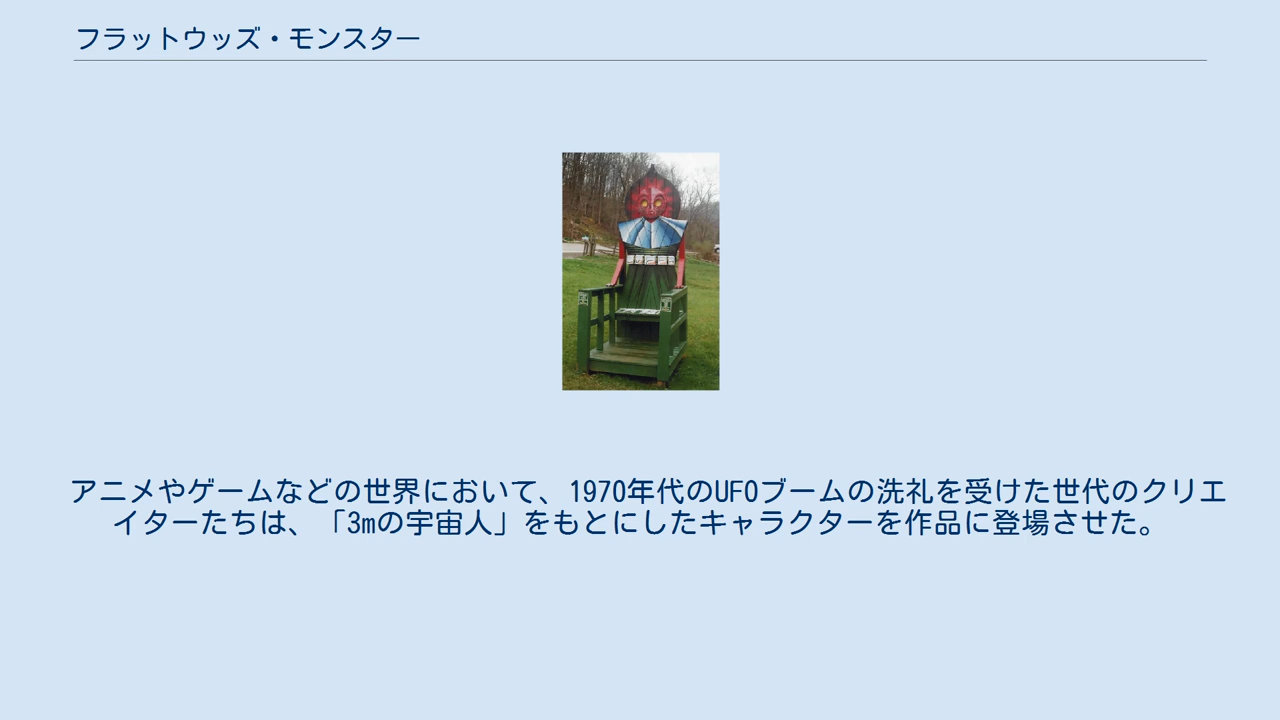 フラットウッズ・モンスター
アニメやゲームなどの世界において、1970年代のUFOブームの洗礼を受けた世代のクリエ
イターたちは、「3mの宇宙人」をもとにしたキャラクターを作品に登場させた。